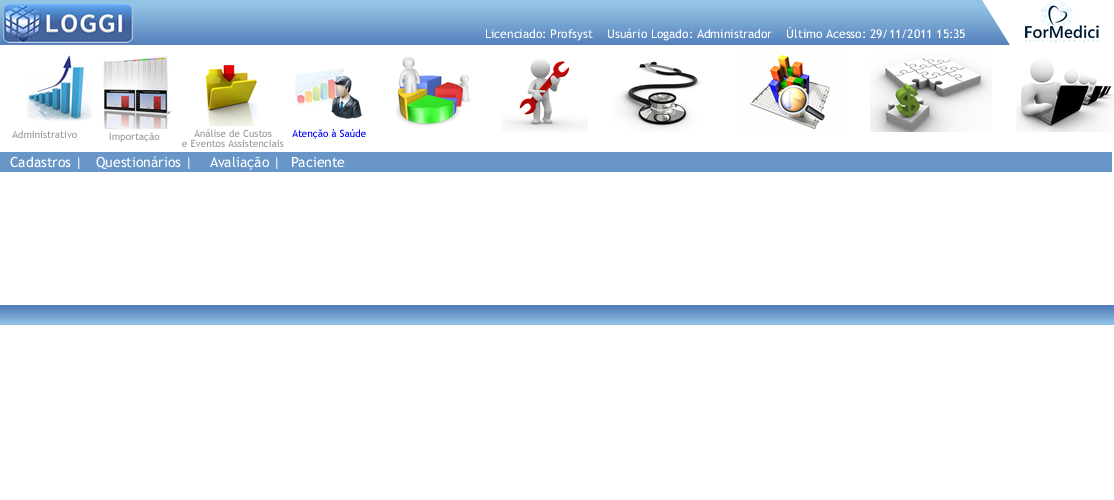 LOGGI
Licenciado: Profsyst Usuário Logado: Administrador Último Acesso: 29/11/2011 15:35
ForMedici
Administrativo
Importação
Análise de Custos
e Eventos Assistenciais
Atenção à Saúde
Cadastros | Questionários | Avaliação | Paciente